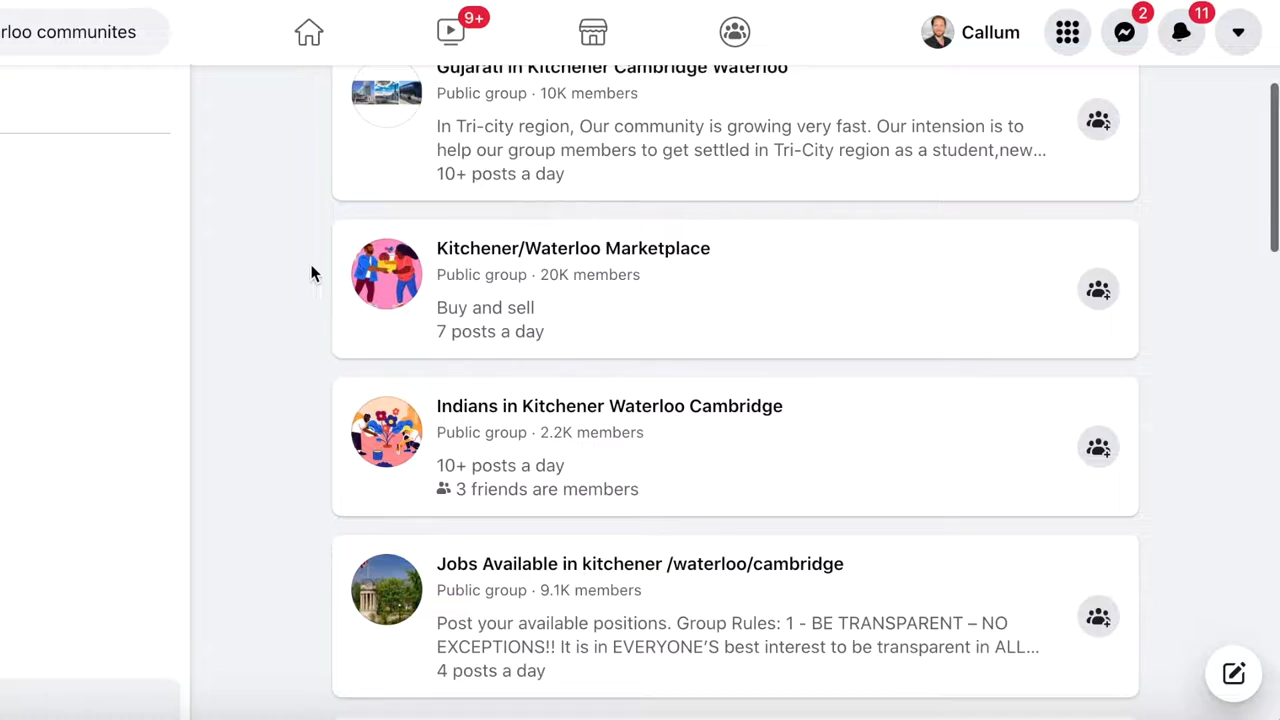 rloo communites
9+
Callum
2
11
Gujarati in Kitchener Cambridge Waterloo
Public group · 10K members
In Tri-city region, Our community is growing very fast. Our intension is to
help our group members to get settled in Tri-City region as a student,new...
10+ posts a day
Kitchener/Waterloo Marketplace
Public group · 20K members
Buy and sell
7 posts a day
Indians in Kitchener Waterloo Cambridge
Public group · 2.2K members
10+ posts a day
3 friends are members
Jobs Available in kitchener /waterloo/cambridge
Public group · 9.1K members
Post your available positions. Group Rules: 1 - BE TRANSPARENT – NO
EXCEPTIONS!! It is in EVERYONE’S best interest to be transparent in ALL...
4 posts a day